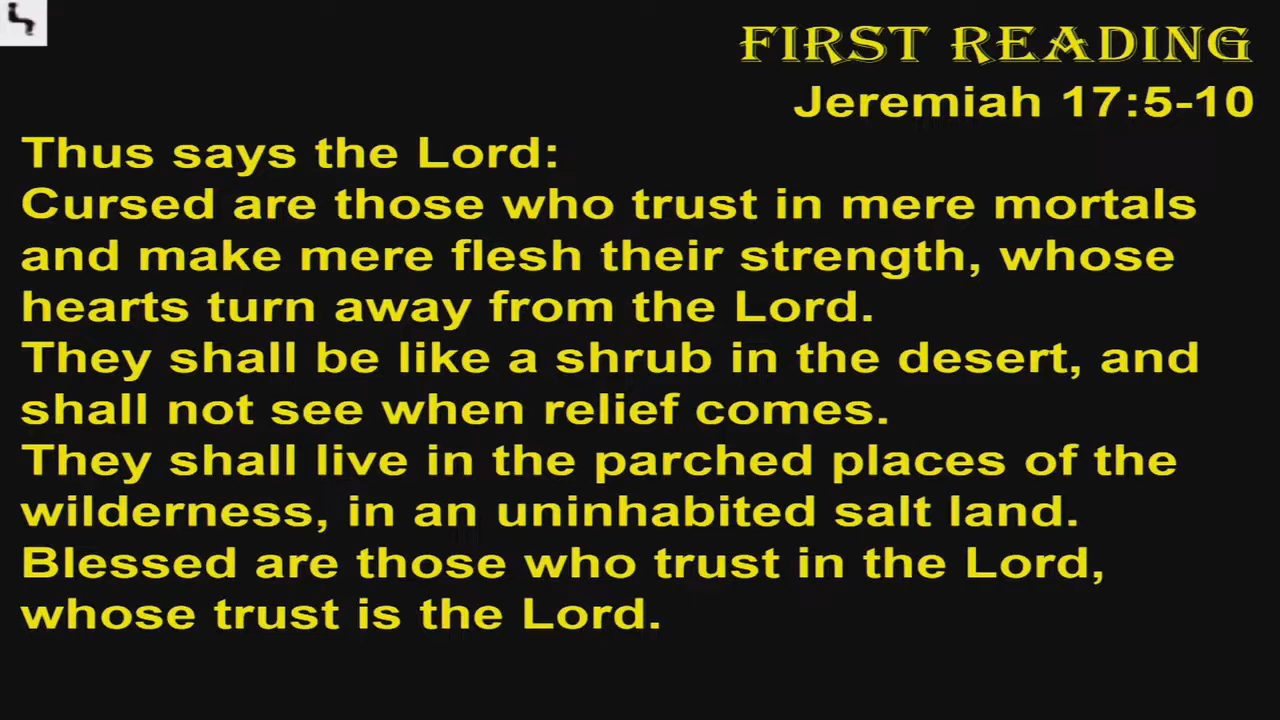 FIRST READING
Jeremiah 17:5-10
Thus says the Lord:
Cursed are those who trust in mere mortals
and make mere flesh their strength, whose
hearts turn away from the Lord.
They shall be like a shrub in the desert, and
shall not see when relief comes.
They shall live in the parched places of the
wilderness, in an uninhabited salt land.
Blessed are those who trust in the Lord,
whose trust is the Lord.